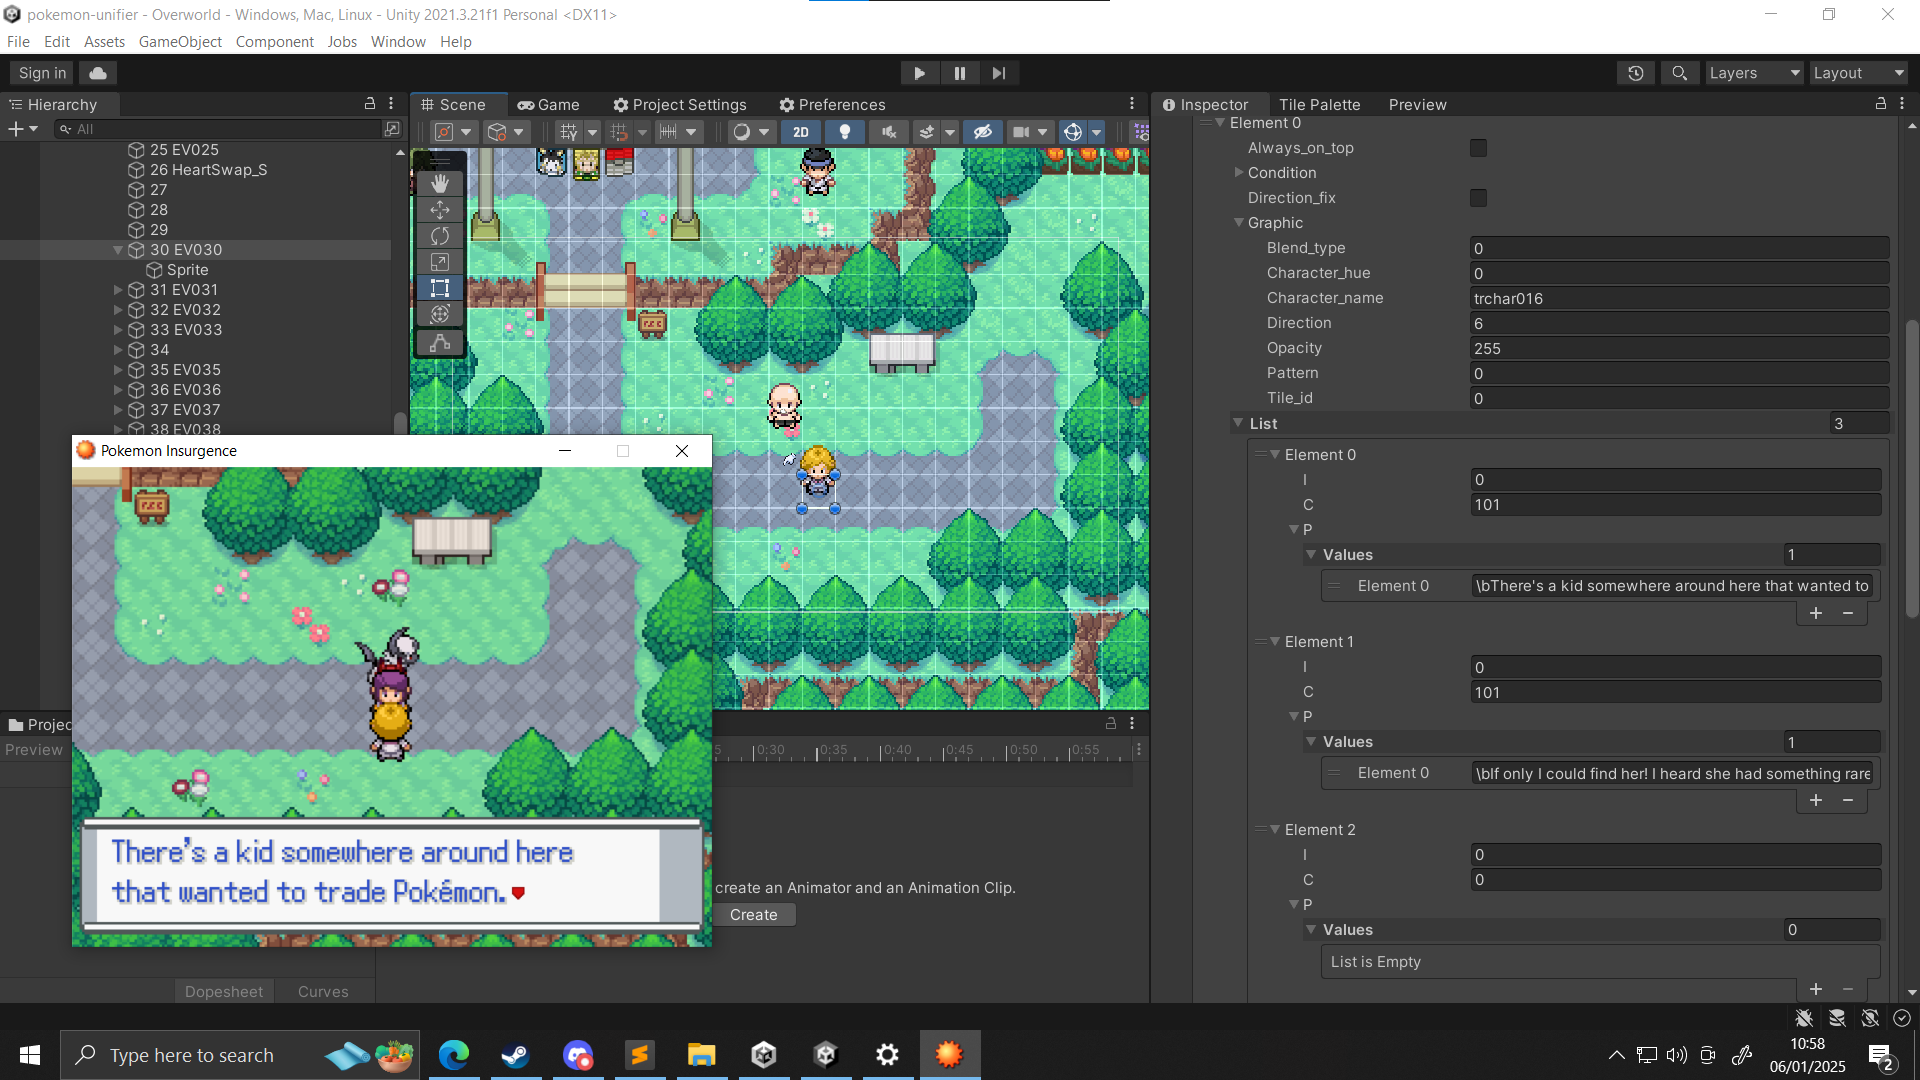 pokemon-unifier - Overworld - Windows, Mac, Linux - Unity 2021.3.21f1 Personal <DX11>
File Edit Assets GameObject Component Jobs Window Help
Sign in
Layers
Layout
Hierarchy
All
25 EV025
26 HeartSwap_S
27
28
29
30 EV030
Sprite
31 EV031
32 EV032
33 EV033
34
35 EV035
36 EV036
37 EV037
38 EV038
Scene Game Project Settings Preferences
2D
Inspector Tile Palette Preview
Element 0
Always_on_top
Condition
Direction_fix
Graphic
Blend_type 0
Character_hue 0
Character_name trchar016
Direction 6
Opacity 255
Pattern 0
Tile_id 0
List 3
Element 0
I 0
C 101
P
Values 1
Element 0 \bThere's a kid somewhere around here that wanted to
Element 1
I 0
C 101
P
Values 1
Element 0 \bIf only I could find her! I heard she had something rare
Element 2
I 0
C 0
P
Values 0
List is Empty
Pokemon Insurgence
There's a kid somewhere around here
that wanted to trade Pokémon.
Projec
Preview
5 0:30 0:35 0:40 0:45 0:50 0:55
create an Animator and an Animation Clip.
Create
Dopesheet Curves
Type here to search
10:58
06/01/2025
2